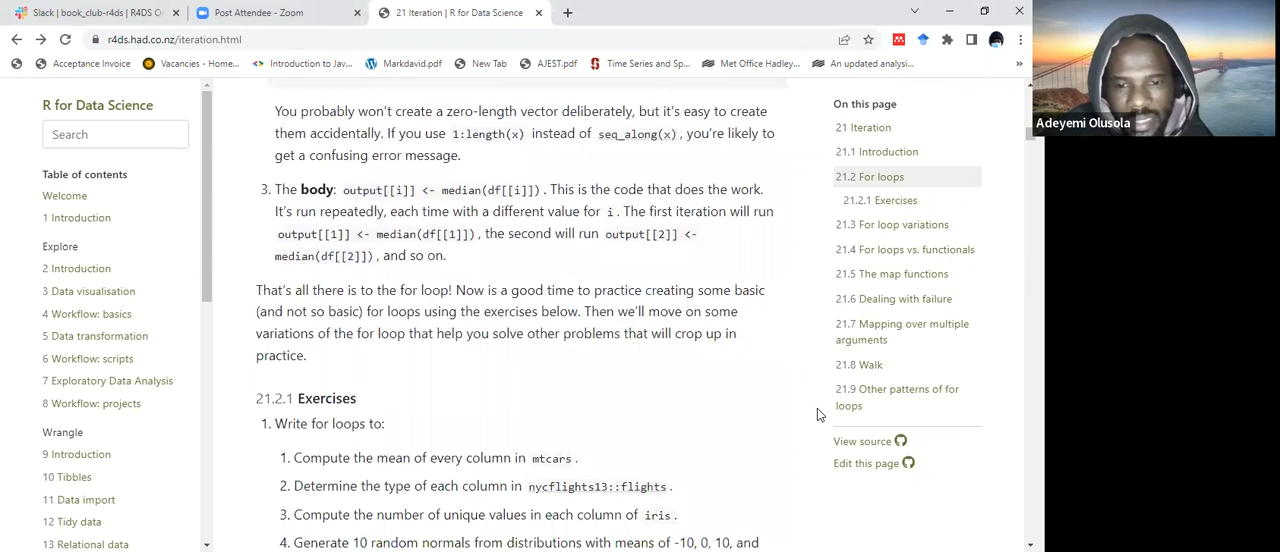 Slack | book_club-r4ds | R4DS O
Post Attendee - Zoom
21 Iteration | R for Data Science
r4ds.had.co.nz/iteration.html
Acceptance Invoice
Vacancies - Home...
Introduction to Jav...
Markdavid.pdf
New Tab
AJEST.pdf
Time Series and Sp...
Met Office Hadley...
An updated analysi...
»
Adeyemi Olusola
R for Data Science
Search
Table of contents
Welcome
1 Introduction
Explore
2 Introduction
3 Data visualisation
4 Workflow: basics
5 Data transformation
6 Workflow: scripts
7 Exploratory Data Analysis
8 Workflow: projects
Wrangle
9 Introduction
10 Tibbles
11 Data import
12 Tidy data
13 Relational data
You probably won't create a zero-length vector deliberately, but it's easy to create
them accidentally. If you use 1:length(x) instead of seq_along(x), you're likely to
get a confusing error message.
3. The body: output[[i]] <- median(df[[i]]). This is the code that does the work.
It's run repeatedly, each time with a different value for i. The first iteration will run
output[[1]] <- median(df[[1]]), the second will run output[[2]] <-
median(df[[2]]), and so on.
That's all there is to the for loop! Now is a good time to practice creating some basic
(and not so basic) for loops using the exercises below. Then we'll move on some
variations of the for loop that help you solve other problems that will crop up in
practice.
21.2.1 Exercises
1. Write for loops to:
1. Compute the mean of every column in mtcars.
2. Determine the type of each column in nycflights13::flights.
3. Compute the number of unique values in each column of iris.
4. Generate 10 random normals from distributions with means of -10, 0, 10, and
On this page
21 Iteration
21.1 Introduction
21.2 For loops
21.2.1 Exercises
21.3 For loop variations
21.4 For loops vs. functionals
21.5 The map functions
21.6 Dealing with failure
21.7 Mapping over multiple
arguments
21.8 Walk
21.9 Other patterns of for
loops
View source
Edit this page